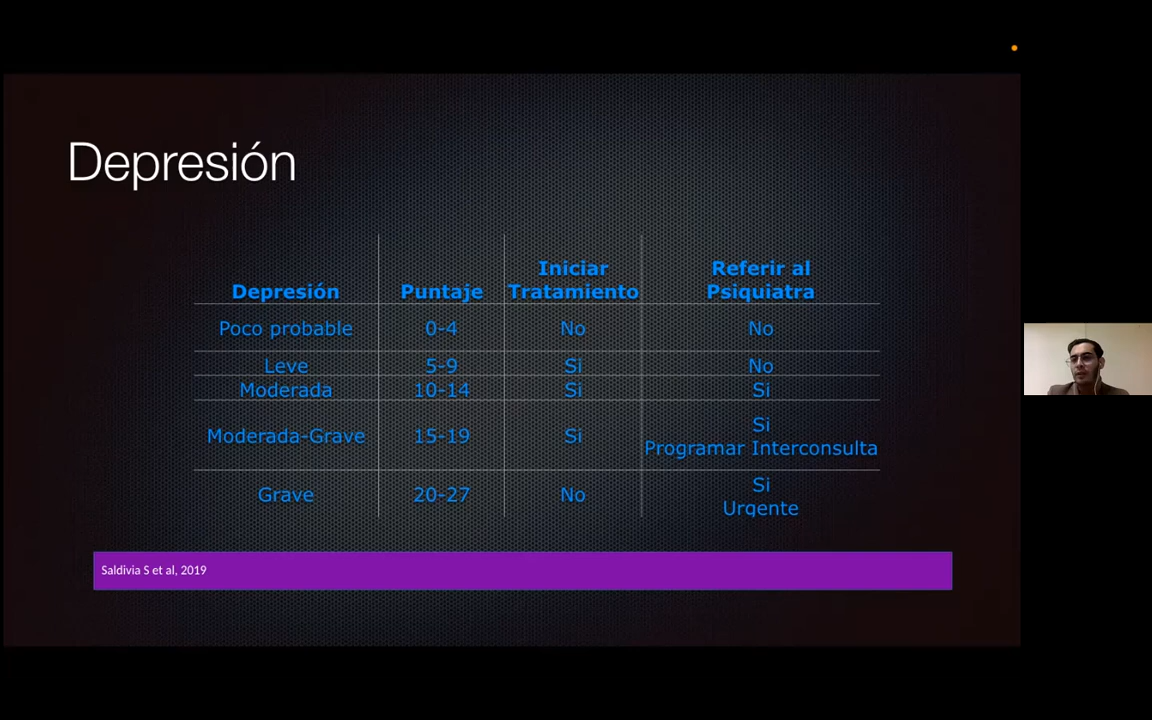 Depresión
Depresión Puntaje Iniciar Tratamiento Referir al Psiquiatra
Poco probable 0-4 No No
Leve 5-9 Si No
Moderada 10-14 Si Si
Moderada-Grave 15-19 Si Si Programar Interconsulta
Grave 20-27 No Si Urgente
Saldivia S et al, 2019